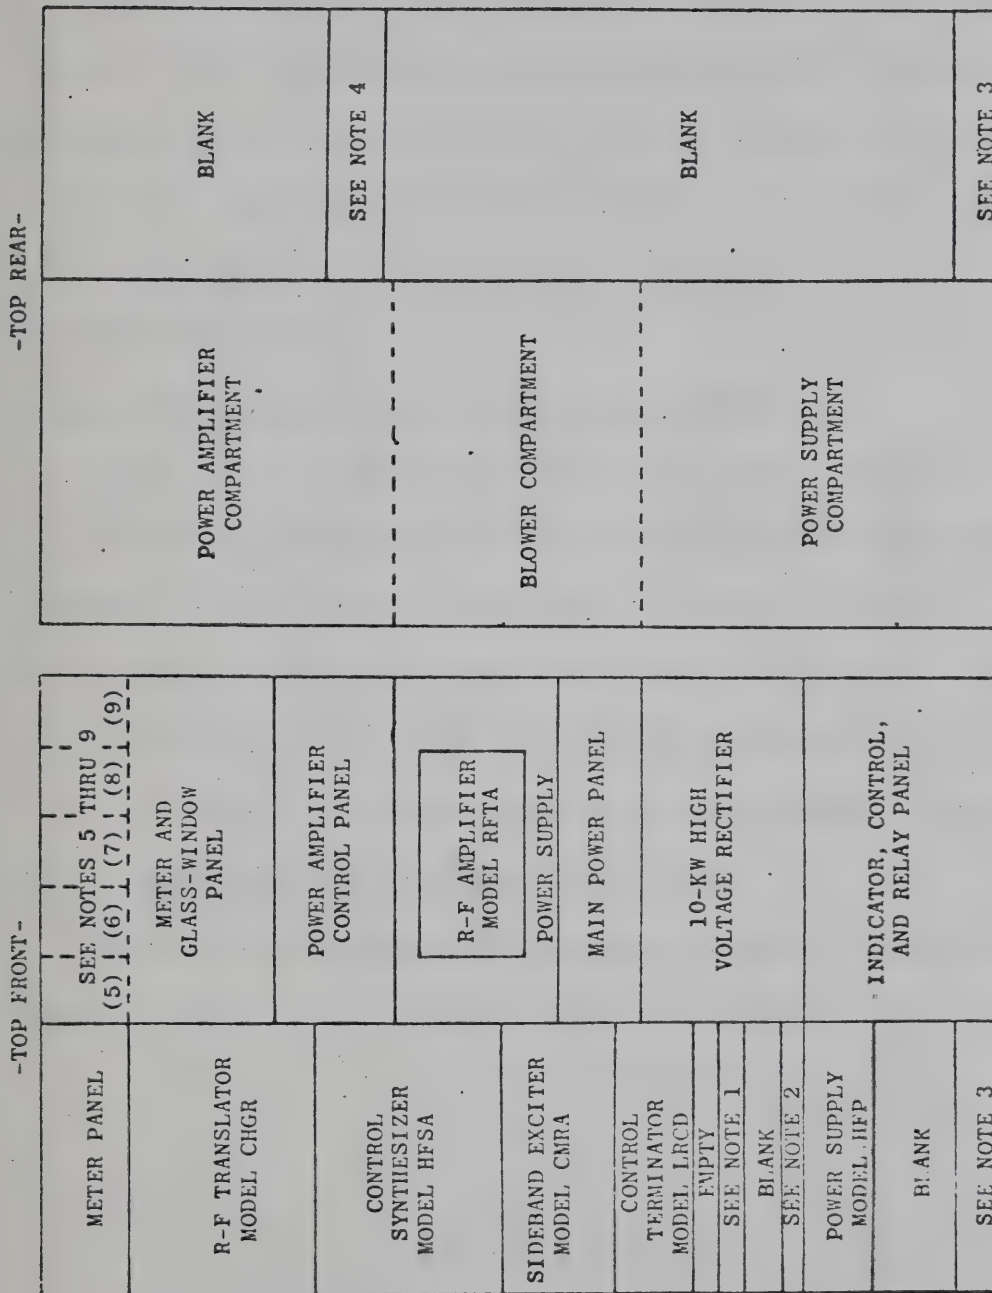 -TOP FRONT-
METER PANEL
R-F TRANSLATOR
MODEL CHGR
CONTROL
SYNTHESIZER
MODEL HFSA
SIDEBAND EXCITER
MODEL CMRA
CONTROL
TERMINATOR
MODEL LRCD
EMPTY
SEE NOTE 1
BLANK
SEE NOTE 2
POWER SUPPLY
MODEL HFP
BLANK
SEE NOTE 3
SEE NOTES 5 THRU 9
(5) (6) (7) (8) (9)
METER AND
GLASS-WINDOW
PANEL
POWER AMPLIFIER
CONTROL PANEL
R-F AMPLIFIER
MODEL RFTA
POWER SUPPLY
MAIN POWER PANEL
10-KW HIGH
VOLTAGE RECTIFIER
INDICATOR, CONTROL,
AND RELAY PANEL
-TOP REAR-
POWER AMPLIFIER
COMPARTMENT
BLOWER COMPARTMENT
POWER SUPPLY
COMPARTMENT
BLANK
SEE NOTE 4
BLANK
SEE NOTE 3